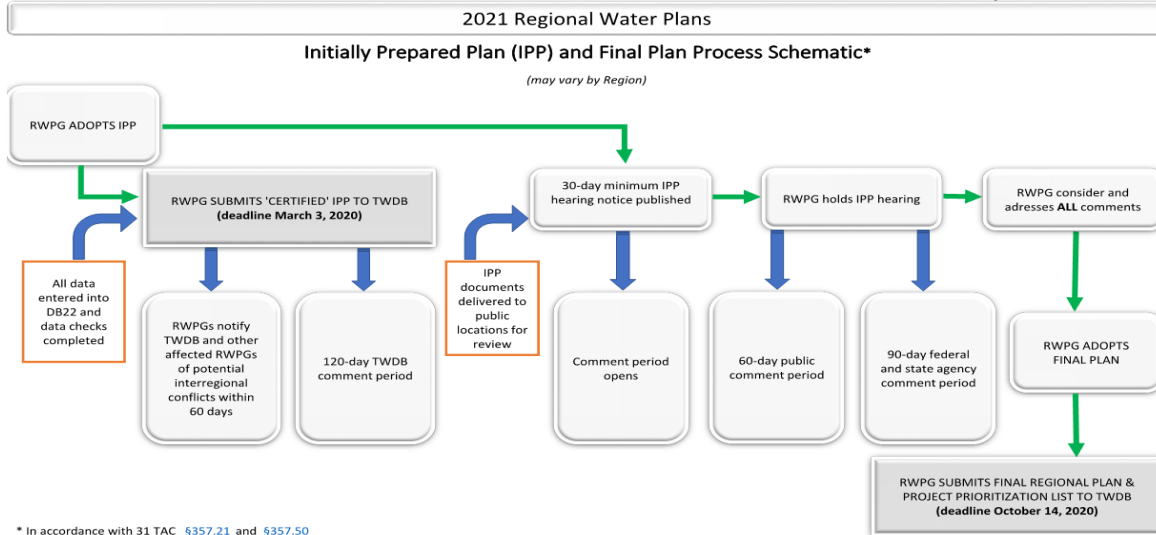 2021 Regional Water Plans
Initially Prepared Plan (IPP) and Final Plan Process Schematic*
(may vary by Region)
RWPG ADOPTS IPP
RWPG SUBMITS 'CERTIFIED' IPP TO TWDB
(deadline March 3, 2020)
30-day minimum IPP
hearing notice published
RWPG holds IPP hearing
RWPG consider and
adresses ALL comments
All data
entered into
DB22 and
data checks
completed
RWPGs notify
TWDB and other
affected RWPGs
of potential
interregional
conflicts within
60 days
120-day TWDB
comment period
IPP
documents
delivered to
public
locations for
review
Comment period
opens
60-day public
comment period
90-day federal
and state agency
comment period
RWPG ADOPTS
FINAL PLAN
RWPG SUBMITS FINAL REGIONAL PLAN &
PROJECT PRIORITIZATION LIST TO TWDB
(deadline October 14, 2020)
* In accordance with 31 TAC §357.21 and §357.50